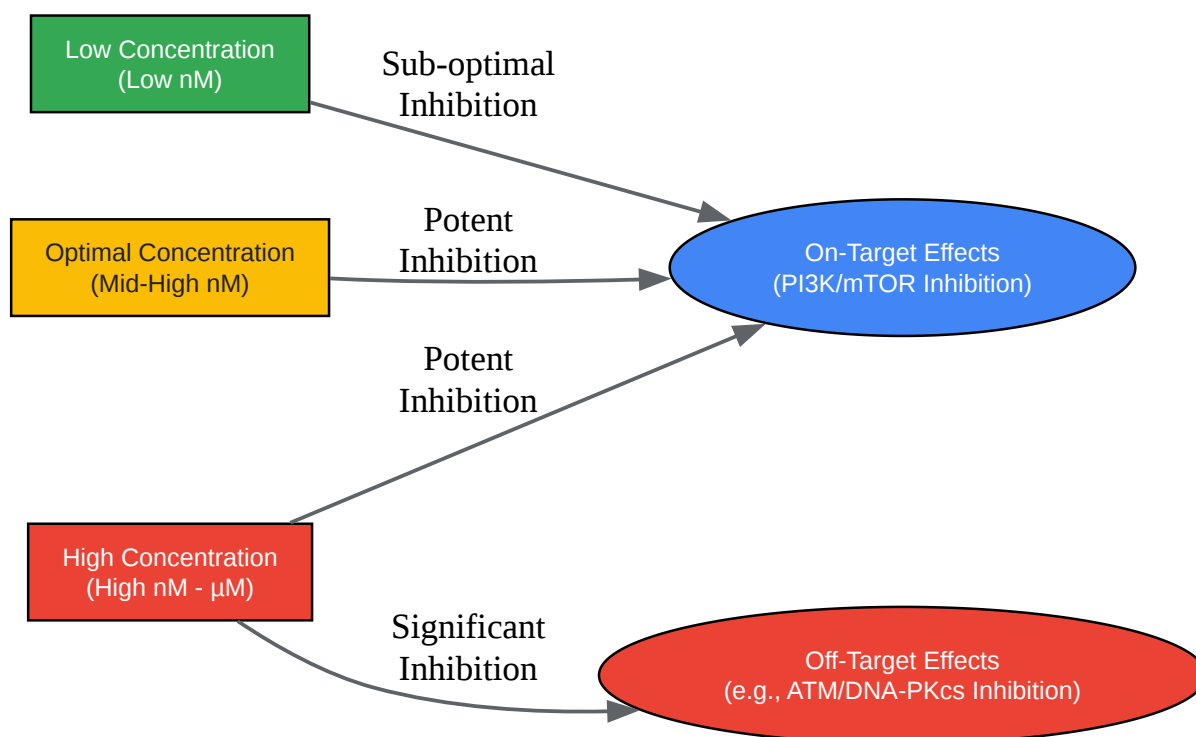 Low Concentration
(Low nM)
Sub-optimal
Inhibition
Optimal Concentration
(Mid-High nM)
Potent
Inhibition
On-Target Effects
(PI3K/mTOR Inhibition)
Potent
Inhibition
High Concentration
(High nM - µM)
Significant
Inhibition
Off-Target Effects
(e.g., ATM/DNA-PKcs Inhibition)